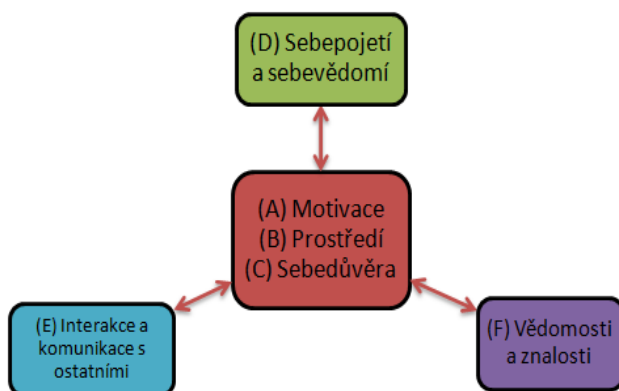 (D) Sebepojetí
a sebevědomí
(A) Motivace
(B) Prostředí
(C) Sebedůvěra
(E) Interakce a
komunikace s
ostatními
(F) Vědomosti
a znalosti